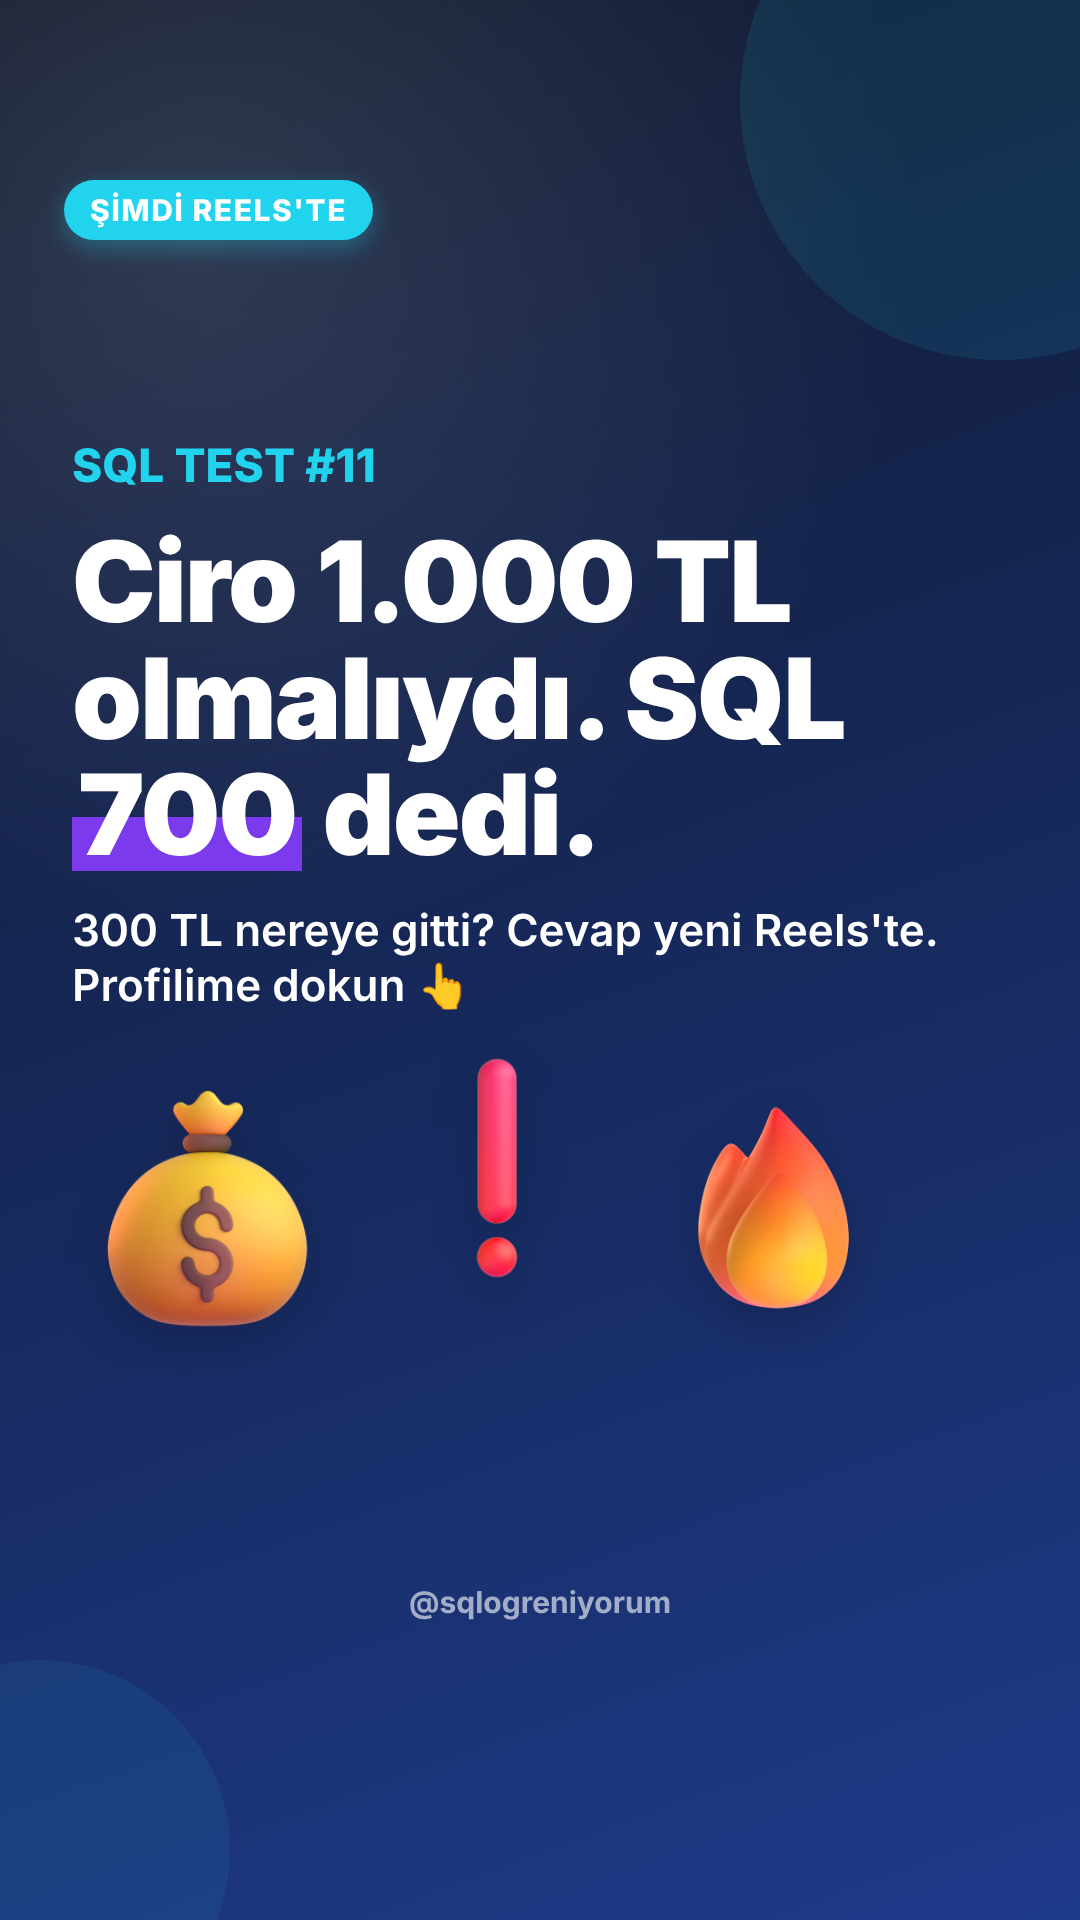 ŞİMDİ REELS'TE
SQL TEST #11
Ciro 1.000 TL
olmalıydı. SQL
700 dedi.
300 TL nereye gitti? Cevap yeni Reels'te.
Profilime dokun 👆
$
@sqlogreniyorum